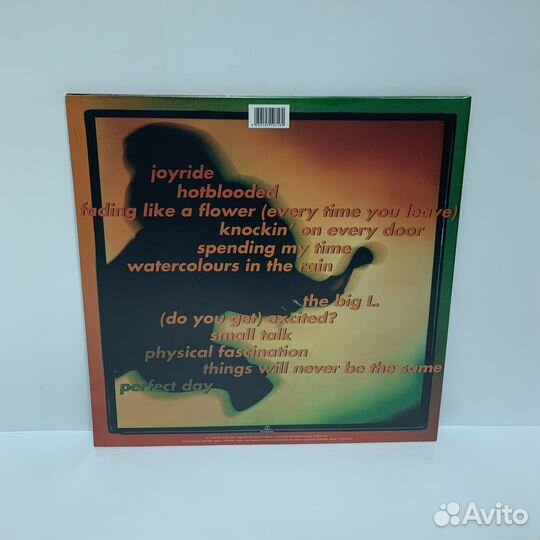 joyride
hotblooded
fading like a flower (every time you leave)
knockin' on every door
spending my time
watercolours in the rain
the big L.
(do you get) excited?
small talk
physical fascination
things will never be the same
perfect day
Avito